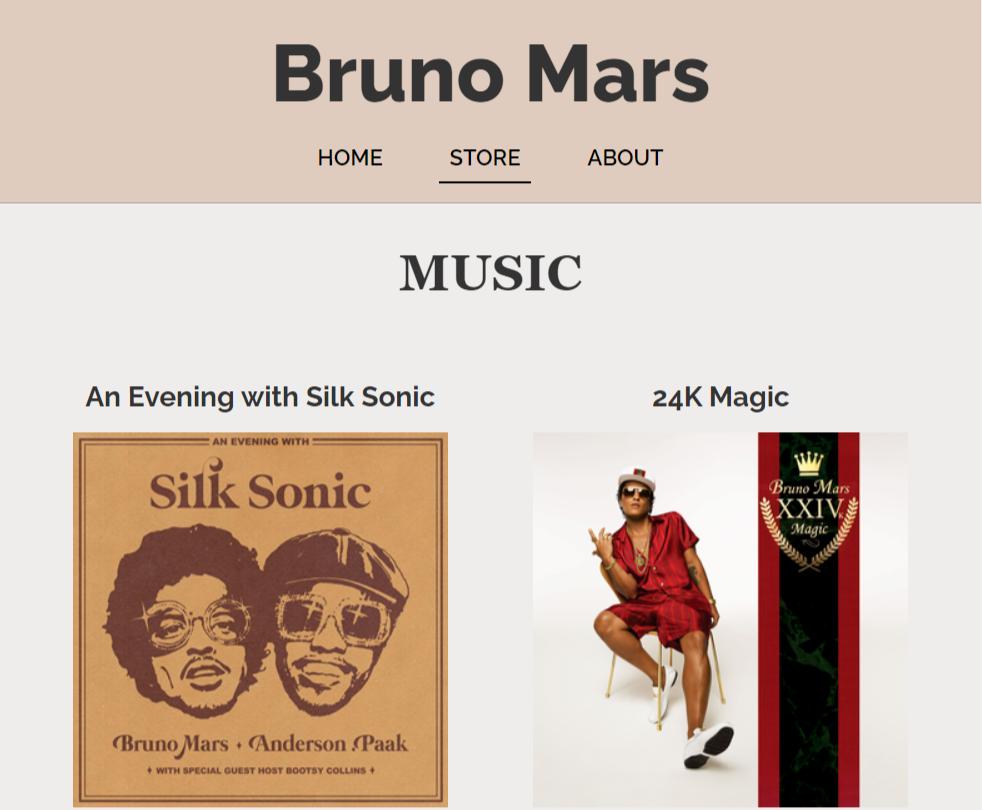 Bruno Mars
HOME STORE ABOUT
MUSIC
An Evening with Silk Sonic
AN EVENING WITH
Silk Sonic
Bruno Mars ♦ Anderson .Paak
♦ WITH SPECIAL GUEST HOST BOOTSY COLLINS ♦
24K Magic
Bruno Mars
XXIVK
Magic